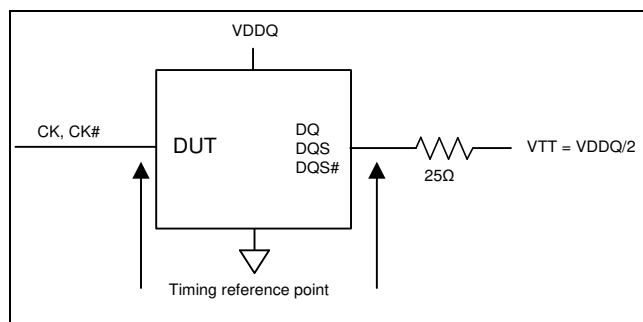 VDDQ
CK, CK#
DUT
DQ
DQS
DQS#
VTT = VDDQ/2
25Ω
Timing reference point